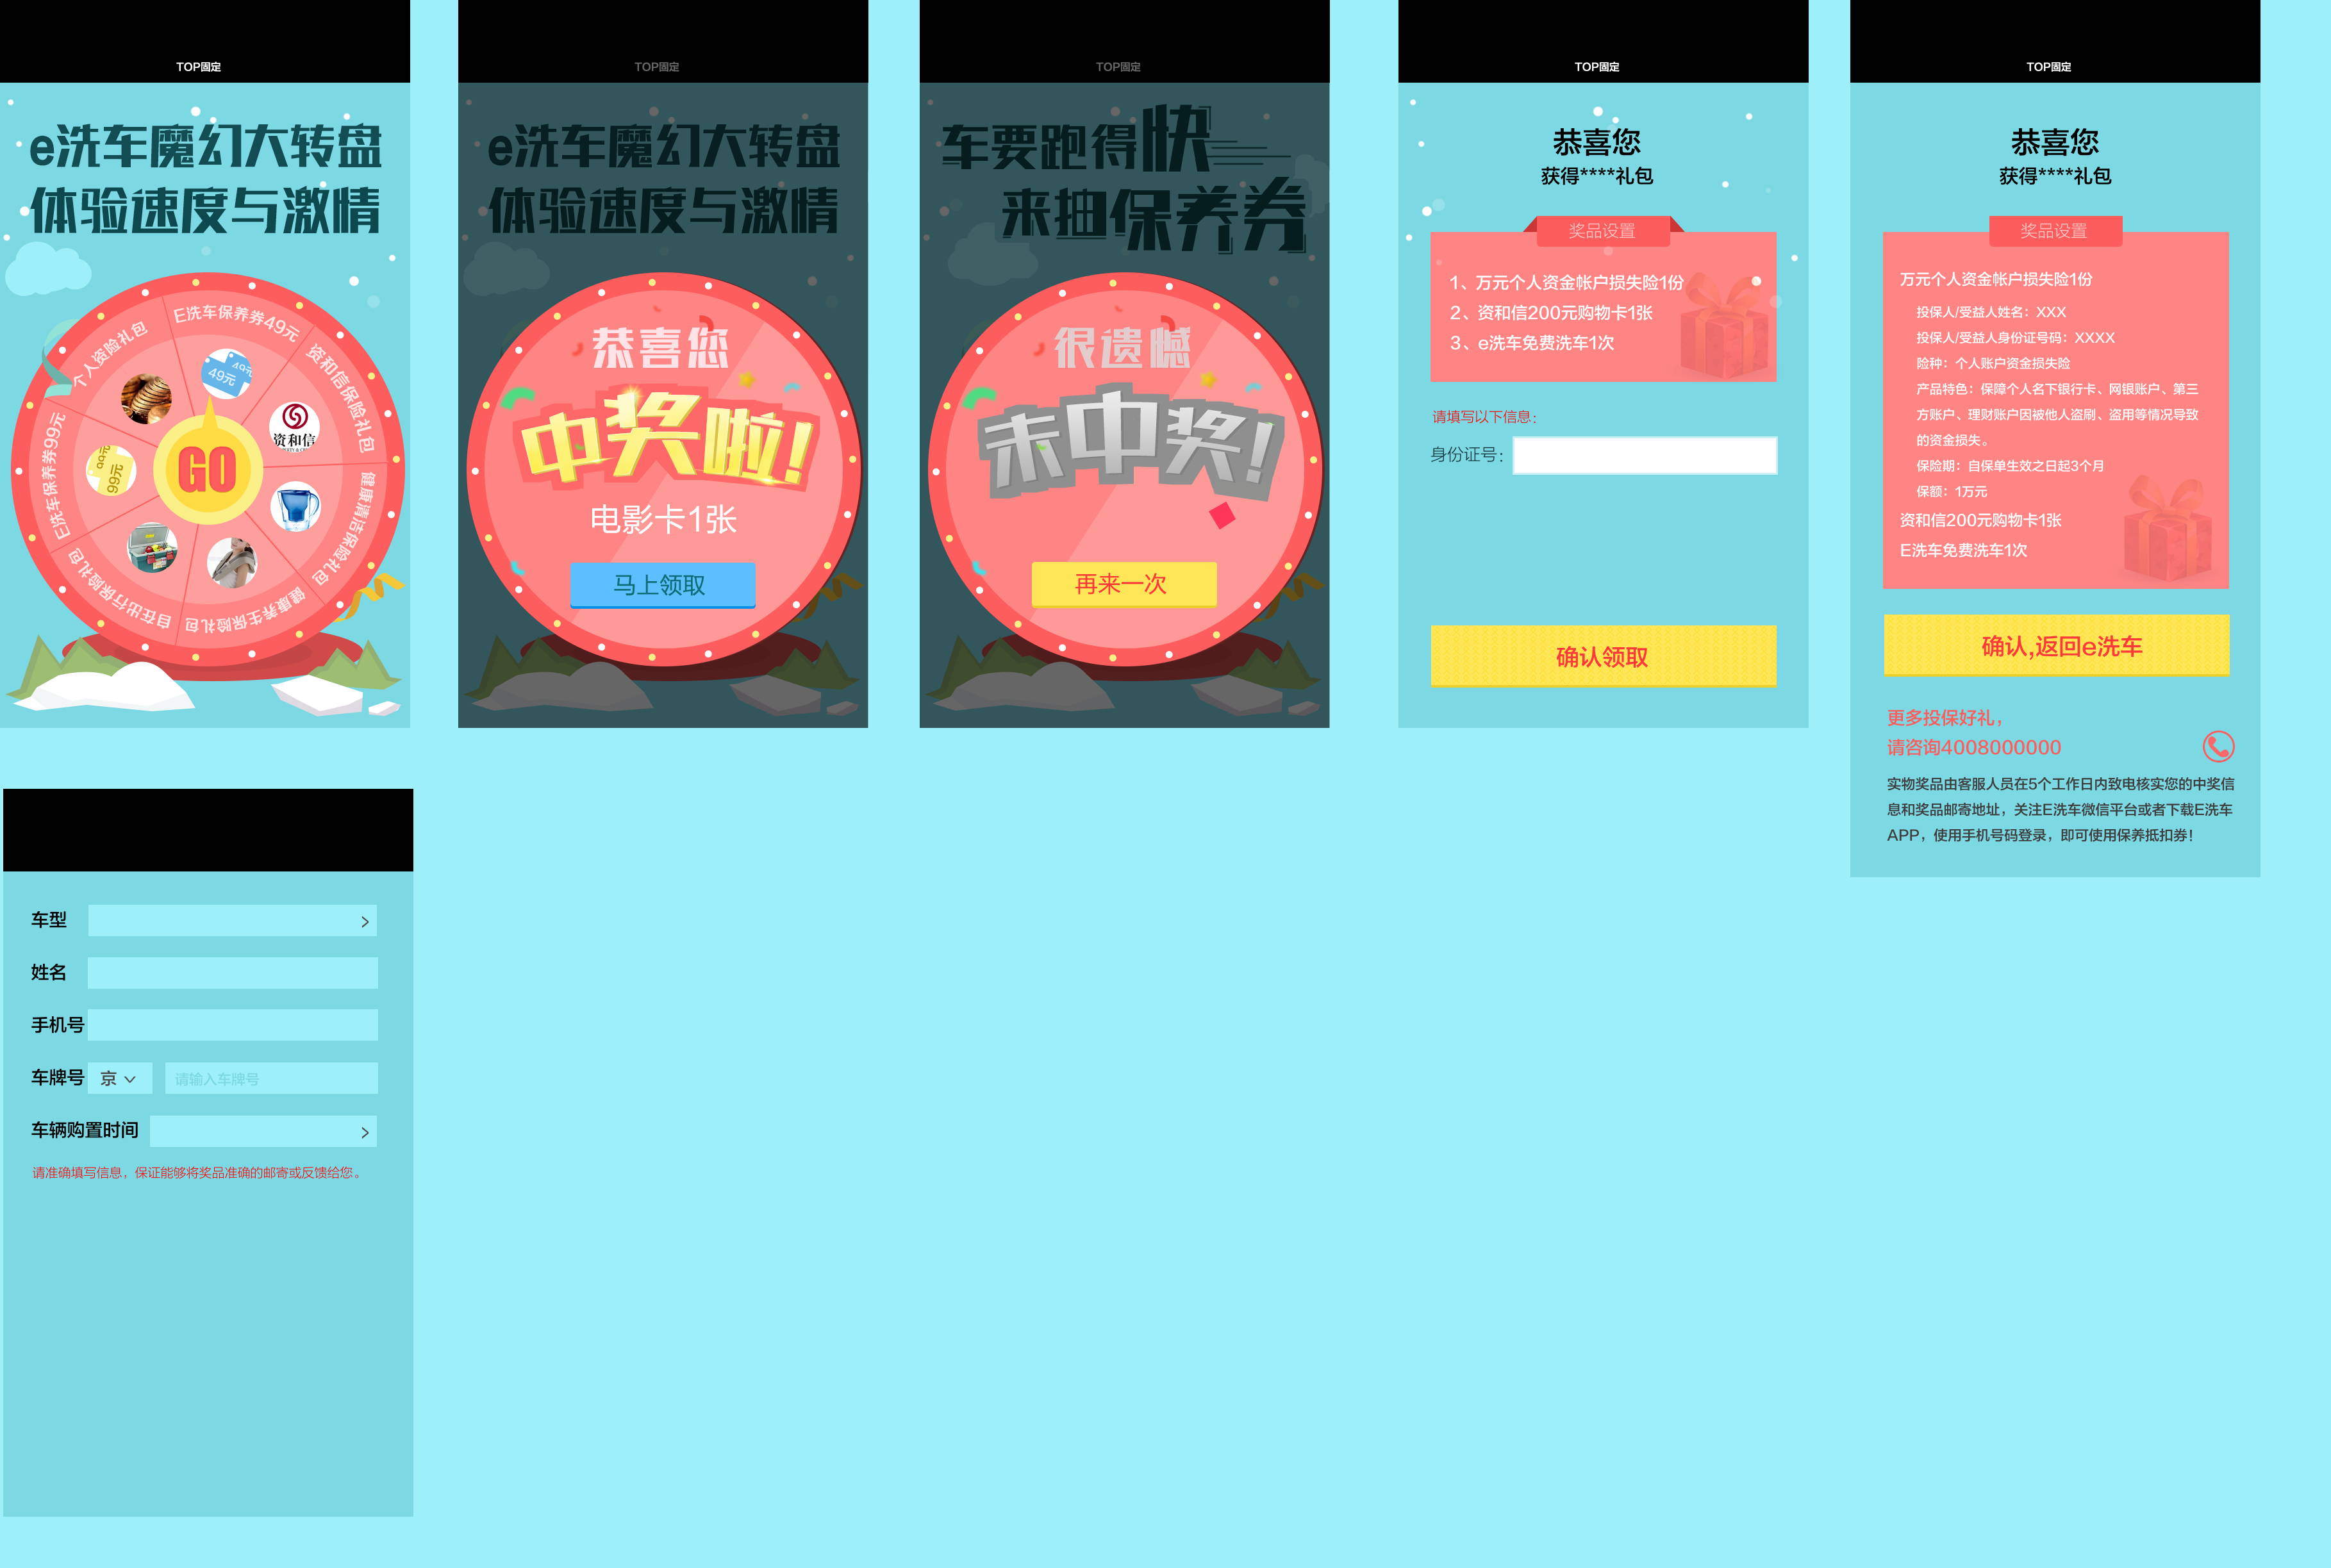 TOP固定
e洗车魔幻大转盘
体验速度与激情
E洗车保养券49元
资和信保险礼包
健康清洁保险礼包
健康养生保险礼包
自在出行保险礼包
E洗车保养券99元
个人资险礼包
49元
49元
资和信
99元
99元
GO
TOP固定
e洗车魔幻大转盘
体验速度与激情
恭喜您
中奖啦!
电影卡1张
马上领取
TOP固定
车要跑得快
来抽保养券
很遗憾
未中奖!
再来一次
TOP固定
恭喜您
获得****礼包
奖品设置
1、万元个人资金帐户损失险1份
2、资和信200元购物卡1张
3、e洗车免费洗车1次
请填写以下信息:
身份证号:
确认领取
TOP固定
恭喜您
获得****礼包
奖品设置
万元个人资金帐户损失险1份
投保人/受益人姓名：XXX
投保人/受益人身份证号码：XXXX
险种：个人账户资金损失险
产品特色：保障个人名下银行卡、网银账户、第三
方账户、理财账户因被他人盗刷、盗用等情况导致
的资金损失。
保险期：自保单生效之日起3个月
保额：1万元
资和信200元购物卡1张
E洗车免费洗车1次
确认,返回e洗车
更多投保好礼，
请咨询4008000000
实物奖品由客服人员在5个工作日内致电核实您的中奖信
息和奖品邮寄地址，关注E洗车微信平台或者下载E洗车
APP，使用手机号码登录，即可使用保养抵扣券！
车型
姓名
手机号
车牌号 京 请输入车牌号
车辆购置时间
请准确填写信息，保证能够将奖品准确的邮寄或反馈给您。